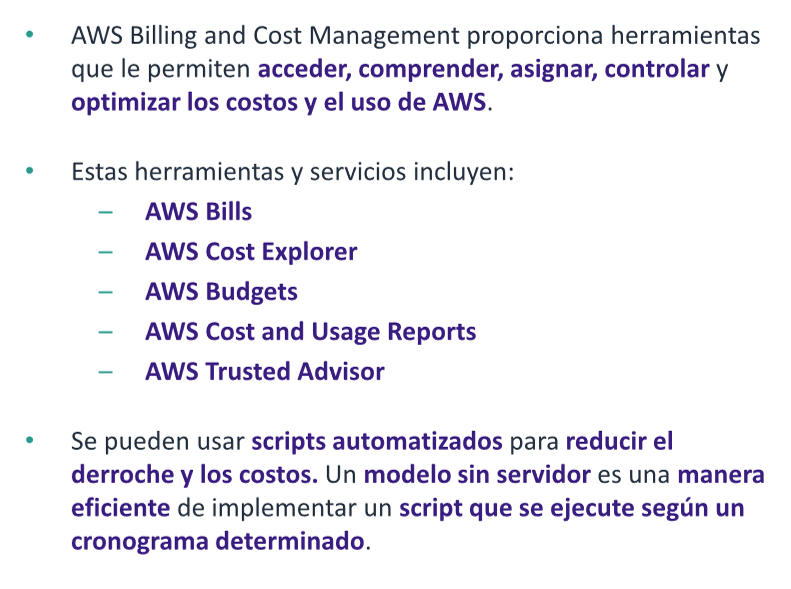 • AWS Billing and Cost Management proporciona herramientas
que le permiten acceder, comprender, asignar, controlar y
optimizar los costos y el uso de AWS.
• Estas herramientas y servicios incluyen:
– AWS Bills
– AWS Cost Explorer
– AWS Budgets
– AWS Cost and Usage Reports
– AWS Trusted Advisor
• Se pueden usar scripts automatizados para reducir el
derroche y los costos. Un modelo sin servidor es una manera
eficiente de implementar un script que se ejecute según un
cronograma determinado.